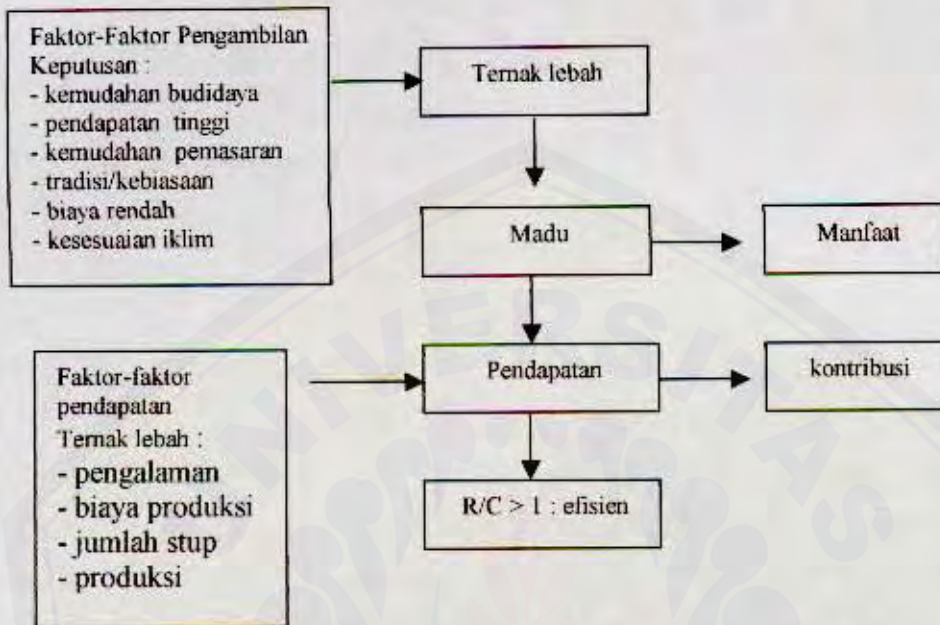 Faktor-Faktor Pengambilan
Keputusan :
- kemudahan budidaya
- pendapatan tinggi
- kemudahan pemasaran
- tradisi/kebiasaan
- biaya rendah
- kesesuaian iklim
Ternak lebah
Madu
Manfaat
Faktor-faktor
pendapatan
Ternak lebah :
- pengalaman
- biaya produksi
- jumlah stup
- produksi
Pendapatan
kontribusi
R/C > 1 : efisien
UNIVERSITAS